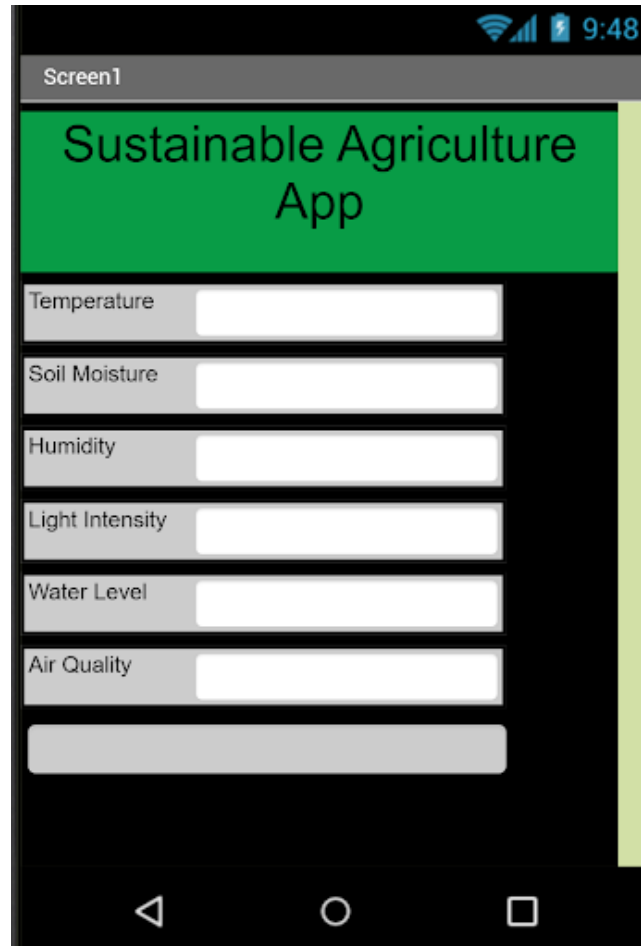 9:48
Screen1
Sustainable Agriculture
App
Temperature
Soil Moisture
Humidity
Light Intensity
Water Level
Air Quality